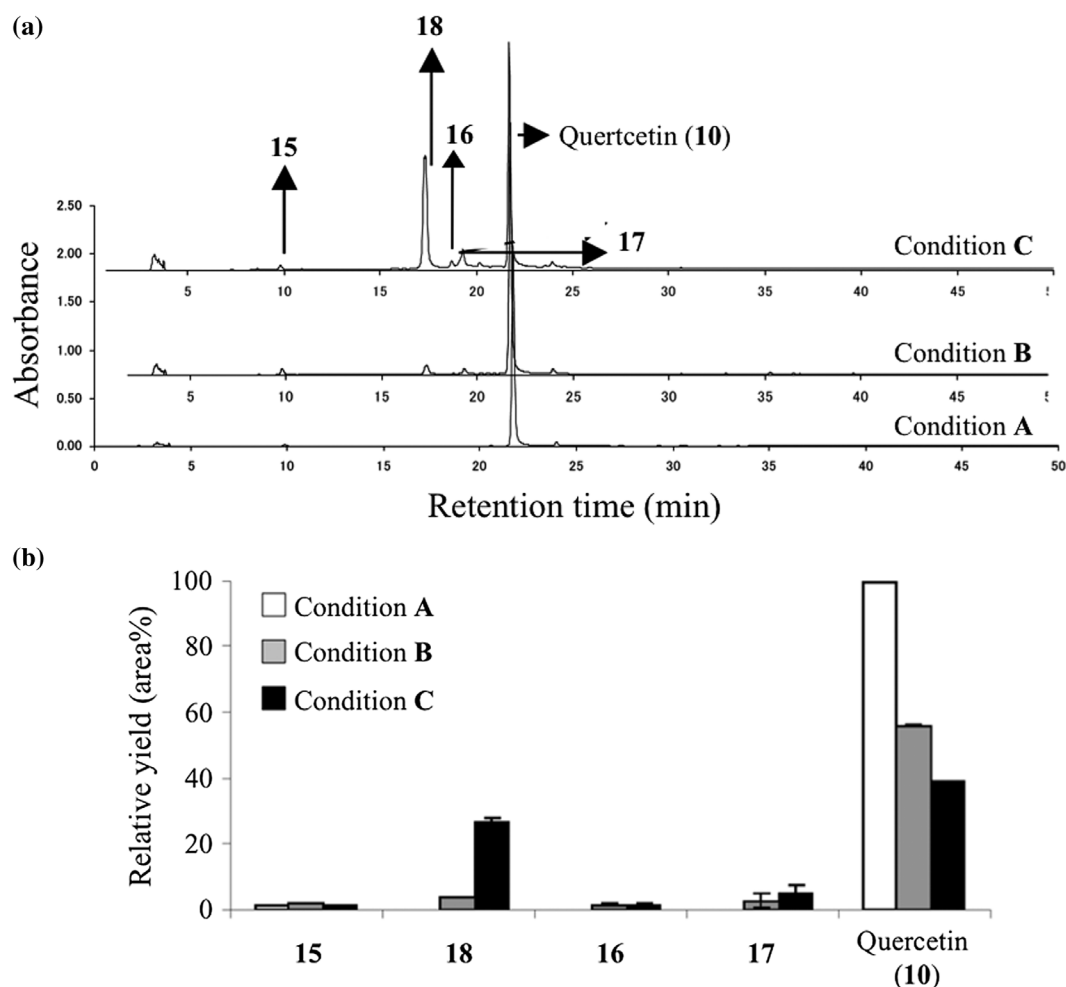 (a)
18
15
16
Quertcetin (10)
17
2.50
2.00
1.50
1.00
0.50
0.00
Absorbance
Condition C
5 10 15 20 25 30 35 40 45 5
Condition B
5 10 15 20 25 30 35 40 45 5
Condition A
0 5 10 15 20 25 30 35 40 45 50
Retention time (min)
(b)
Relative yield (area%)
100
80
60
40
20
0
Condition A
Condition B
Condition C
15 18 16 17 Quercetin
(10)